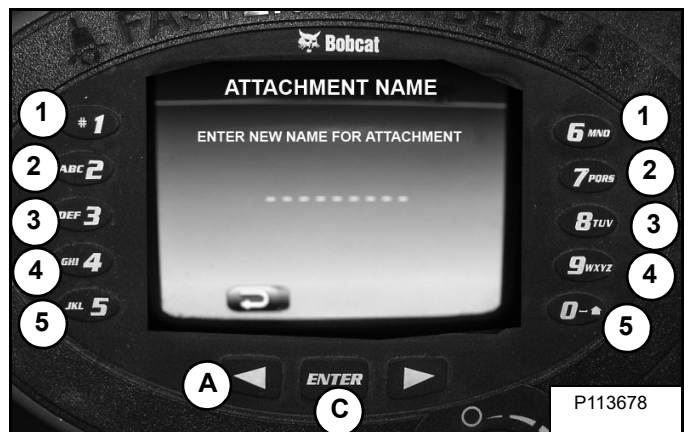 BELT
Bobcat
ATTACHMENT NAME
ENTER NEW NAME FOR ATTACHMENT
1 # 1
2 ABC 2
3 DEF 3
4 GHI 4
5 JKL 5
6 MNO 1
7 PQRS 2
8 TUV 3
9 WXYZ 4
0 - 5
A ENTER
C
P113678